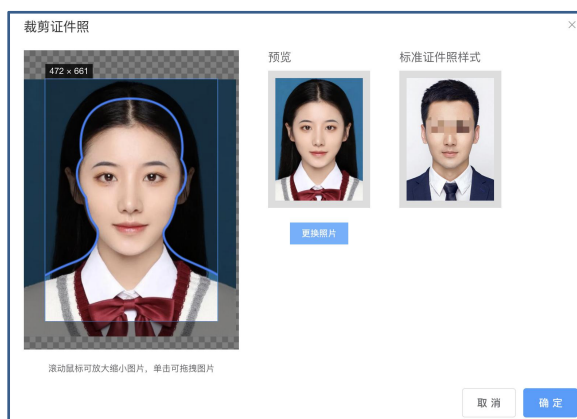 裁剪证件照
×
472 × 661
预览
标准证件照样式
更换照片
滚动鼠标可放大缩小图片，单击可拖拽图片
取 消
确 定